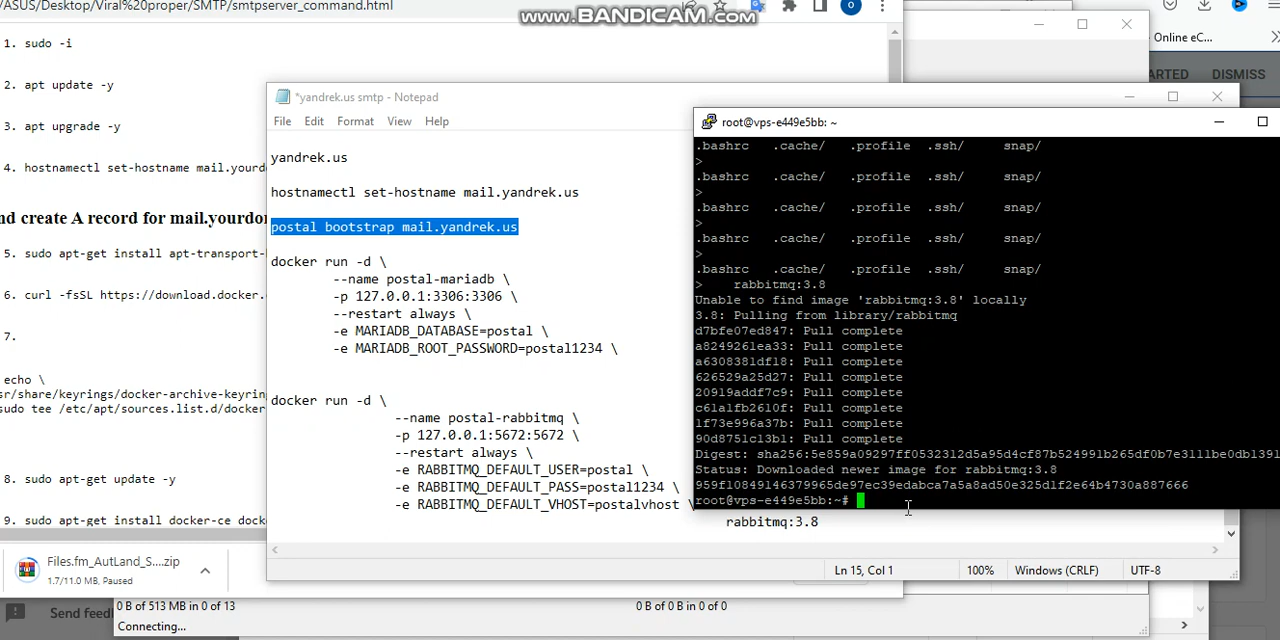 /ASUS/Desktop/Viral%20proper/SMTP/smtpserver_command.html
www.BANDICAM.com
Online eC...
ARTED DISMISS
1. sudo -i
2. apt update -y
3. apt upgrade -y
4. hostnamectl set-hostname mail.yourdo
nd create A record for mail.yourdo
5. sudo apt-get install apt-transport-
6. curl -fsSL https://download.docker.
7.
echo \
sr/share/keyrings/docker-archive-keyrin
sudo tee /etc/apt/sources.list.d/docker
8. sudo apt-get update -y
9. sudo apt-get install docker-ce docke
*yandrek.us smtp - Notepad
File Edit Format View Help
yandrek.us
hostnamectl set-hostname mail.yandrek.us
postal bootstrap mail.yandrek.us
docker run -d \
--name postal-mariadb \
-p 127.0.0.1:3306:3306 \
--restart always \
-e MARIADB_DATABASE=postal \
-e MARIADB_ROOT_PASSWORD=postal1234 \
docker run -d \
--name postal-rabbitmq \
-p 127.0.0.1:5672:5672 \
--restart always \
-e RABBITMQ_DEFAULT_USER=postal \
-e RABBITMQ_DEFAULT_PASS=postal1234 \
-e RABBITMQ_DEFAULT_VHOST=postalvhost \
rabbitmq:3.8
Ln 15, Col 1 100% Windows (CRLF) UTF-8
root@vps-e449e5bb: ~
.bashrc .cache/ .profile .ssh/ snap/
>
.bashrc .cache/ .profile .ssh/ snap/
>
.bashrc .cache/ .profile .ssh/ snap/
>
.bashrc .cache/ .profile .ssh/ snap/
>
.bashrc .cache/ .profile .ssh/ snap/
> rabbitmq:3.8
Unable to find image 'rabbitmq:3.8' locally
3.8: Pulling from library/rabbitmq
d7bfe07ed847: Pull complete
a8249261ea33: Pull complete
a6308381df18: Pull complete
626529a25d27: Pull complete
20919addf7c9: Pull complete
c61a1fb2610f: Pull complete
1f73e996a37b: Pull complete
90d8751c13b1: Pull complete
Digest: sha256:5e859a09297ff0532312d5a95d4cf87b524991b265df0b7e3111be0db1391
Status: Downloaded newer image for rabbitmq:3.8
959f10849146379965de97ec39edabca7a5a8ad50e325d1f2e64b4730a887666
root@vps-e449e5bb:~#
Files.fm_AutLand_S....zip
1.7/11.0 MB, Paused
Send feed
0 B of 513 MB in 0 of 13 0 B of 0 B in 0 of 0
Connecting...